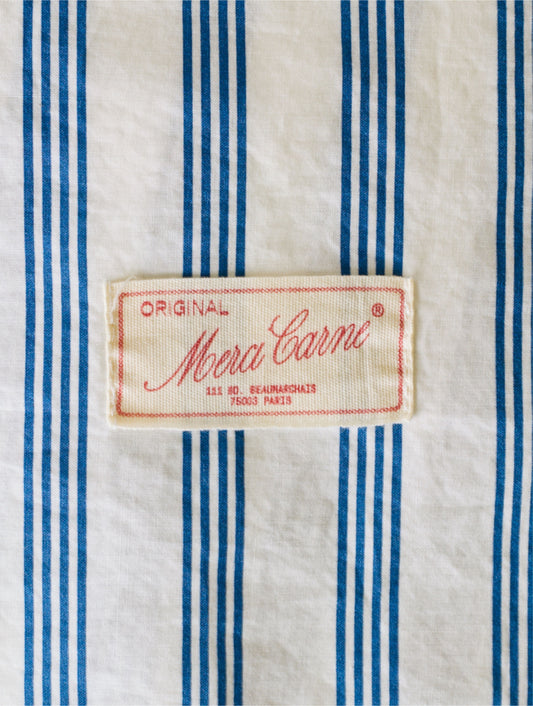 ORIGINAL
Mera Carne ®
111 BD. BEAUMARCHAIS
75003 PARIS